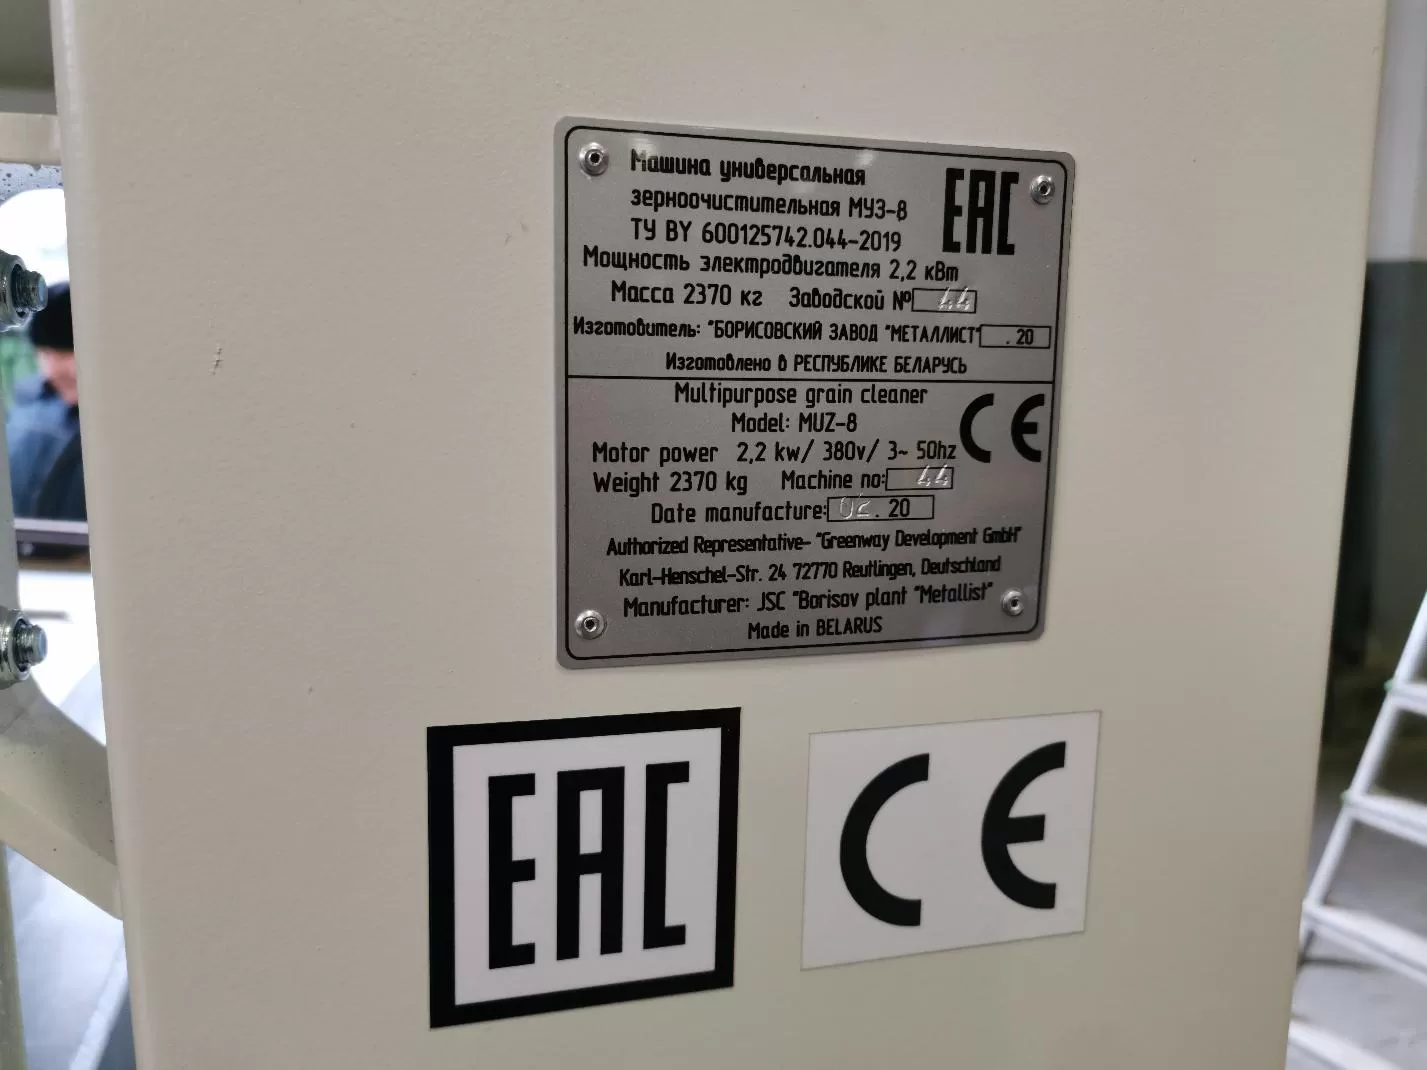 Машина универсальная
зерноочистительная МУЗ-8
ТУ BY 600125742.044-2019
EAC
Мощность электродвигателя 2,2 кВт
Масса 2370 кг Заводской № 44
Изготовитель: "БОРИСОВСКИЙ ЗАВОД "МЕТАЛЛИСТ" .20
Изготовлено в РЕСПУБЛИКЕ БЕЛАРУСЬ
Multipurpose grain cleaner
Model: MUZ-8
CE
Motor power 2,2 kw/ 380v/ 3~ 50hz
Weight 2370 kg Machine no: 44
Date manufacture: 02.20
Authorized Representative- "Greenway Development GmbH"
Karl-Henschel-Str. 24 72770 Reutlingen, Deutschland
Manufacturer: JSC "Borisov plant "Metallist"
Made in BELARUS
EAC
CE